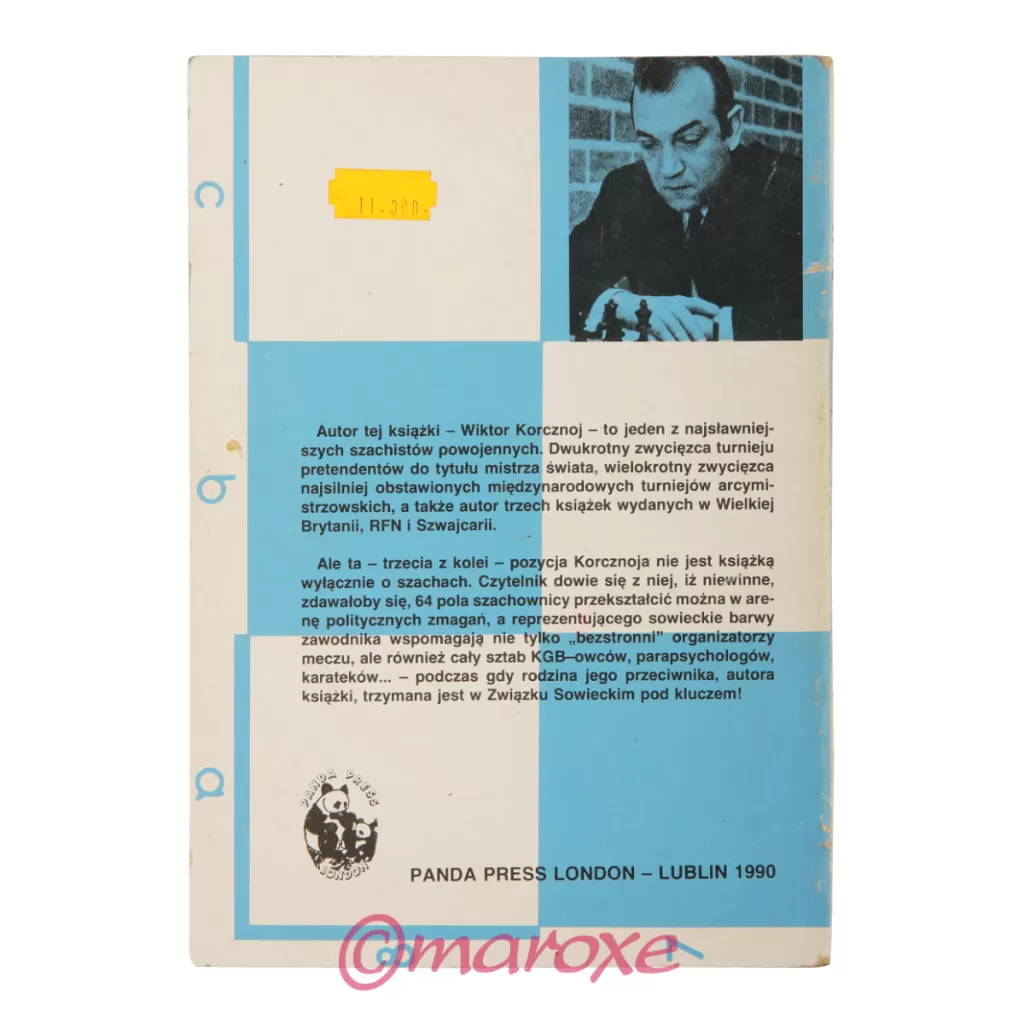 11.000
c
b
a
Autor tej książki – Wiktor Korcznoj – to jeden z najsławniej-
szych szachistów powojennych. Dwukrotny zwycięzca turnieju
pretendentów do tytułu mistrza świata, wielokrotny zwycięzca
najsilniej obstawionych międzynarodowych turniejów arcymi-
strzowskich, a także autor trzech książek wydanych w Wielkiej
Brytanii, RFN i Szwajcarii.
Ale ta – trzecia z kolei – pozycja Korcznoja nie jest książką
wyłącznie o szachach. Czytelnik dowie się z niej, iż niewinne,
zdawałoby się, 64 pola szachownicy przekształcić można w are-
nę politycznych zmagań, a reprezentującego sowieckie barwy
zawodnika wspomagają nie tylko „bezstronni” organizatorzy
meczu, ale również cały sztab KGB–owców, parapsychologów,
karateków... – podczas gdy rodzina jego przeciwnika, autora
książki, trzymana jest w Związku Sowieckim pod kluczem!
PANDA PRESS
LONDON
PANDA PRESS LONDON – LUBLIN 1990
8 7
©maroxe